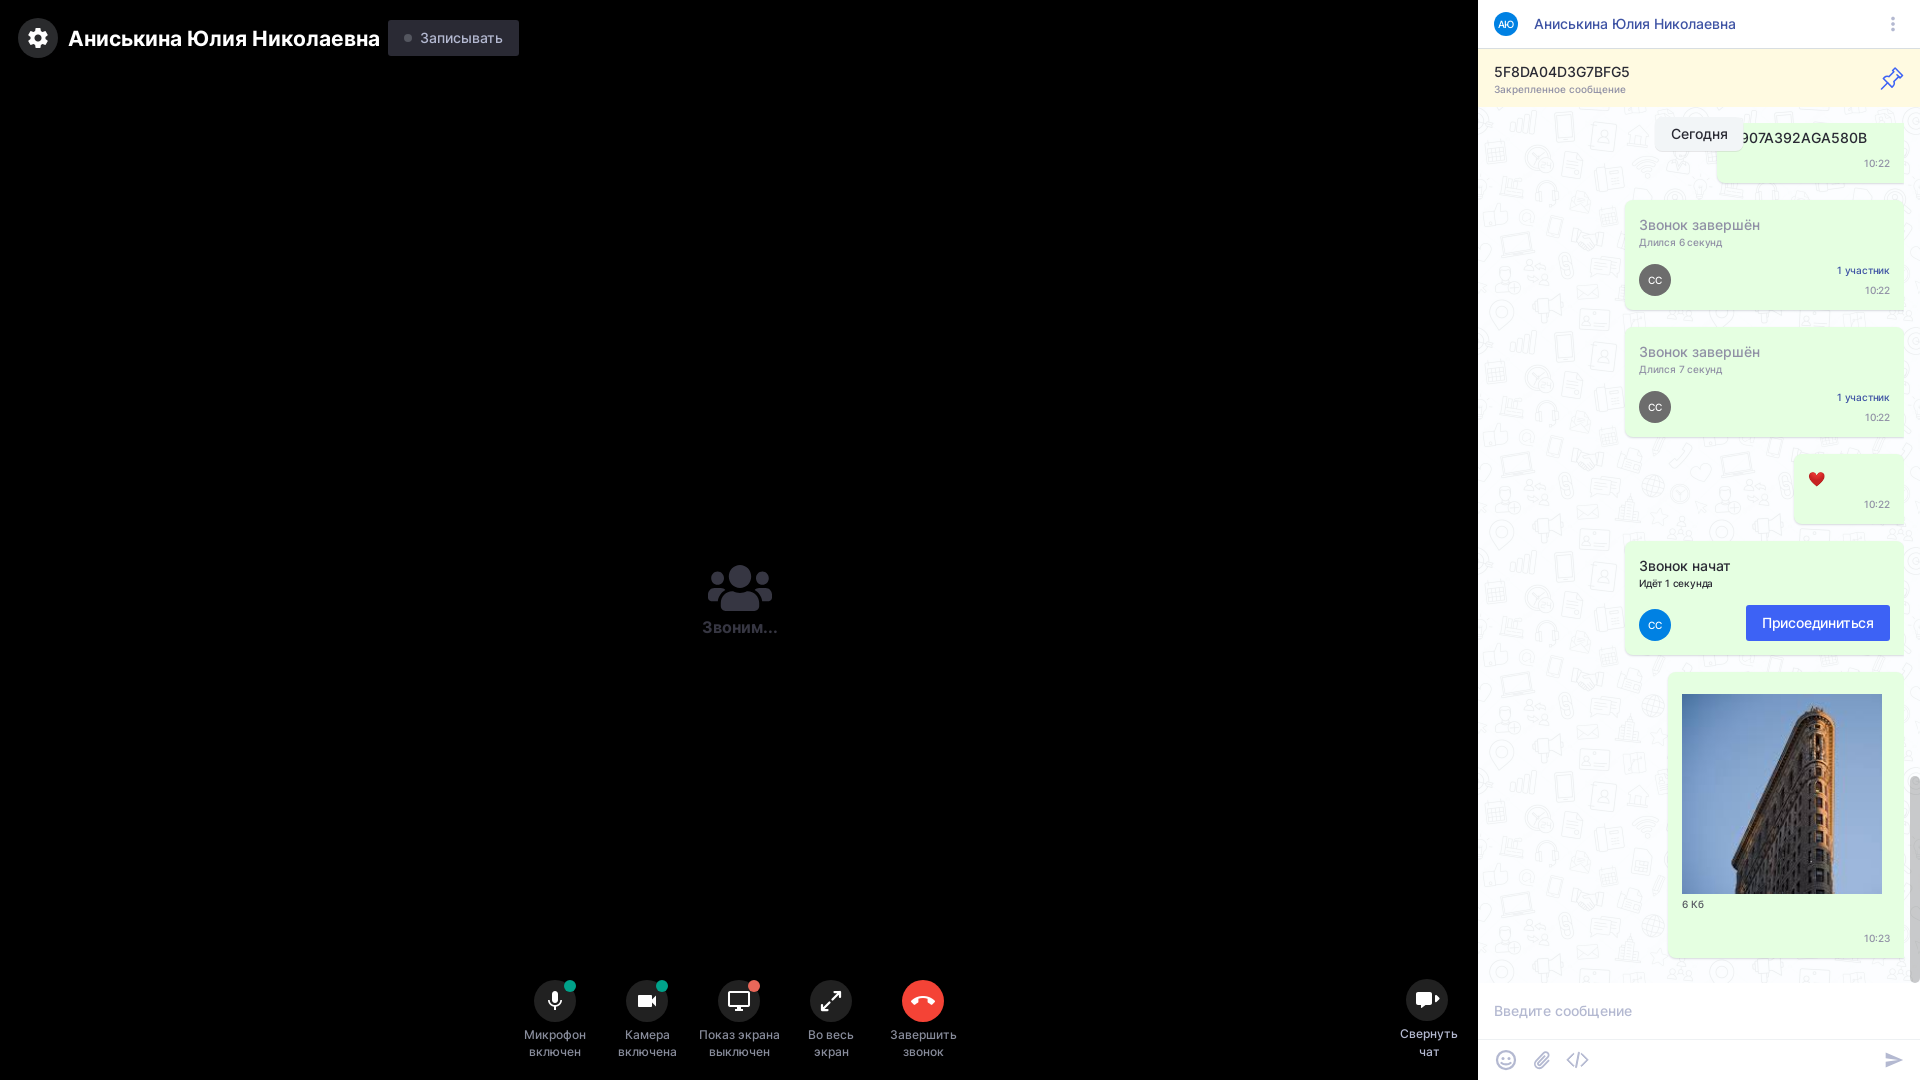 Аниськина Юлия Николаевна
Записывать
Звоним...
Микрофон
включен
Камера
включена
Показ экрана
выключен
Во весь
экран
Завершить
звонок
Свернуть
чат
АЮ
Аниськина Юлия Николаевна
5F8DA04D3G7BFG5
Закрепленное сообщение
Сегодня
907A392AGA580B
10:22
Звонок завершён
Длился 6 секунд
СС
1 участник
10:22
Звонок завершён
Длился 7 секунд
СС
1 участник
10:22
10:22
Звонок начат
Идёт 1 секунда
СС
Присоединиться
6 Кб
10:23
Введите сообщение